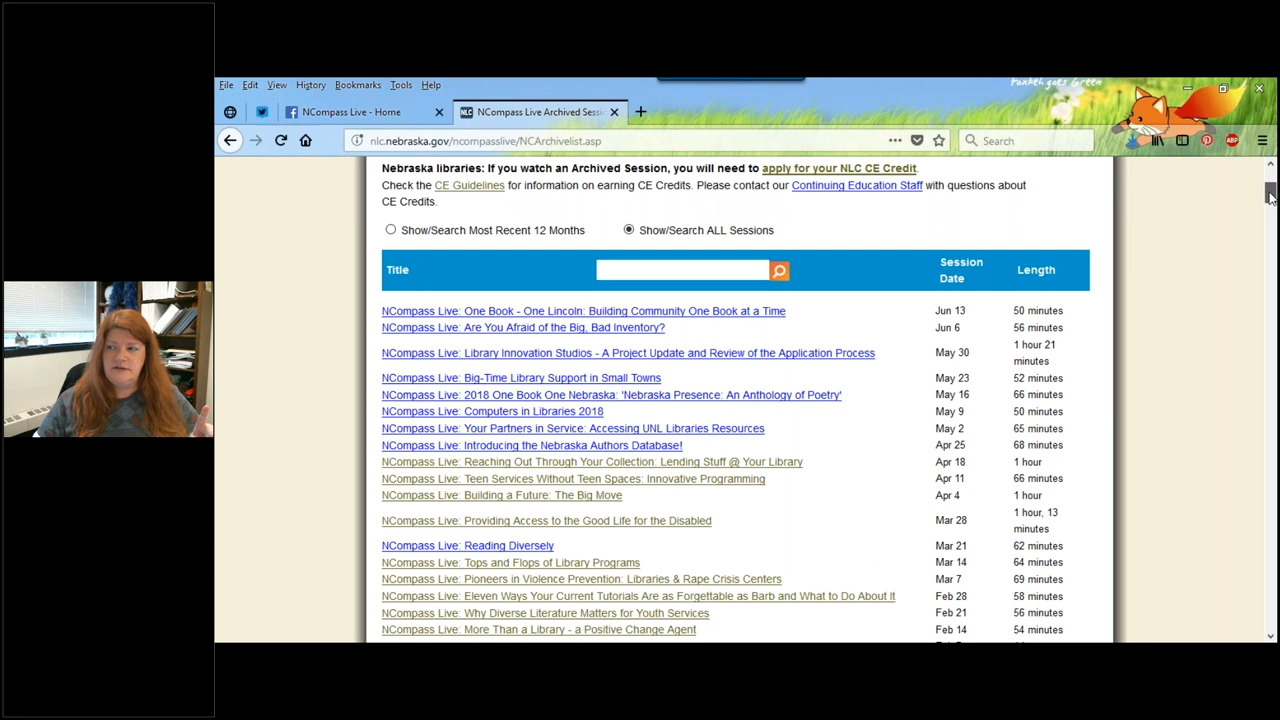 Foxkeh goes Green
File Edit View History Bookmarks Tools Help
NCompass Live - Home
NLC NCompass Live Archived Sessi
nlc.nebraska.gov/ncompasslive/NCArchivelist.asp
Search
ABP
Nebraska libraries: If you watch an Archived Session, you will need to apply for your NLC CE Credit.
Check the CE Guidelines for information on earning CE Credits. Please contact our Continuing Education Staff with questions about
CE Credits.
Show/Search Most Recent 12 Months Show/Search ALL Sessions
Title Session Date Length
NCompass Live: One Book - One Lincoln: Building Community One Book at a Time Jun 13 50 minutes
NCompass Live: Are You Afraid of the Big, Bad Inventory? Jun 6 56 minutes
NCompass Live: Library Innovation Studios - A Project Update and Review of the Application Process May 30 1 hour 21 minutes
NCompass Live: Big-Time Library Support in Small Towns May 23 52 minutes
NCompass Live: 2018 One Book One Nebraska: 'Nebraska Presence: An Anthology of Poetry' May 16 66 minutes
NCompass Live: Computers in Libraries 2018 May 9 50 minutes
NCompass Live: Your Partners in Service: Accessing UNL Libraries Resources May 2 65 minutes
NCompass Live: Introducing the Nebraska Authors Database! Apr 25 68 minutes
NCompass Live: Reaching Out Through Your Collection: Lending Stuff @ Your Library Apr 18 1 hour
NCompass Live: Teen Services Without Teen Spaces: Innovative Programming Apr 11 66 minutes
NCompass Live: Building a Future: The Big Move Apr 4 1 hour
NCompass Live: Providing Access to the Good Life for the Disabled Mar 28 1 hour, 13 minutes
NCompass Live: Reading Diversely Mar 21 62 minutes
NCompass Live: Tops and Flops of Library Programs Mar 14 64 minutes
NCompass Live: Pioneers in Violence Prevention: Libraries & Rape Crisis Centers Mar 7 69 minutes
NCompass Live: Eleven Ways Your Current Tutorials Are as Forgettable as Barb and What to Do About It Feb 28 58 minutes
NCompass Live: Why Diverse Literature Matters for Youth Services Feb 21 56 minutes
NCompass Live: More Than a Library - a Positive Change Agent Feb 14 54 minutes